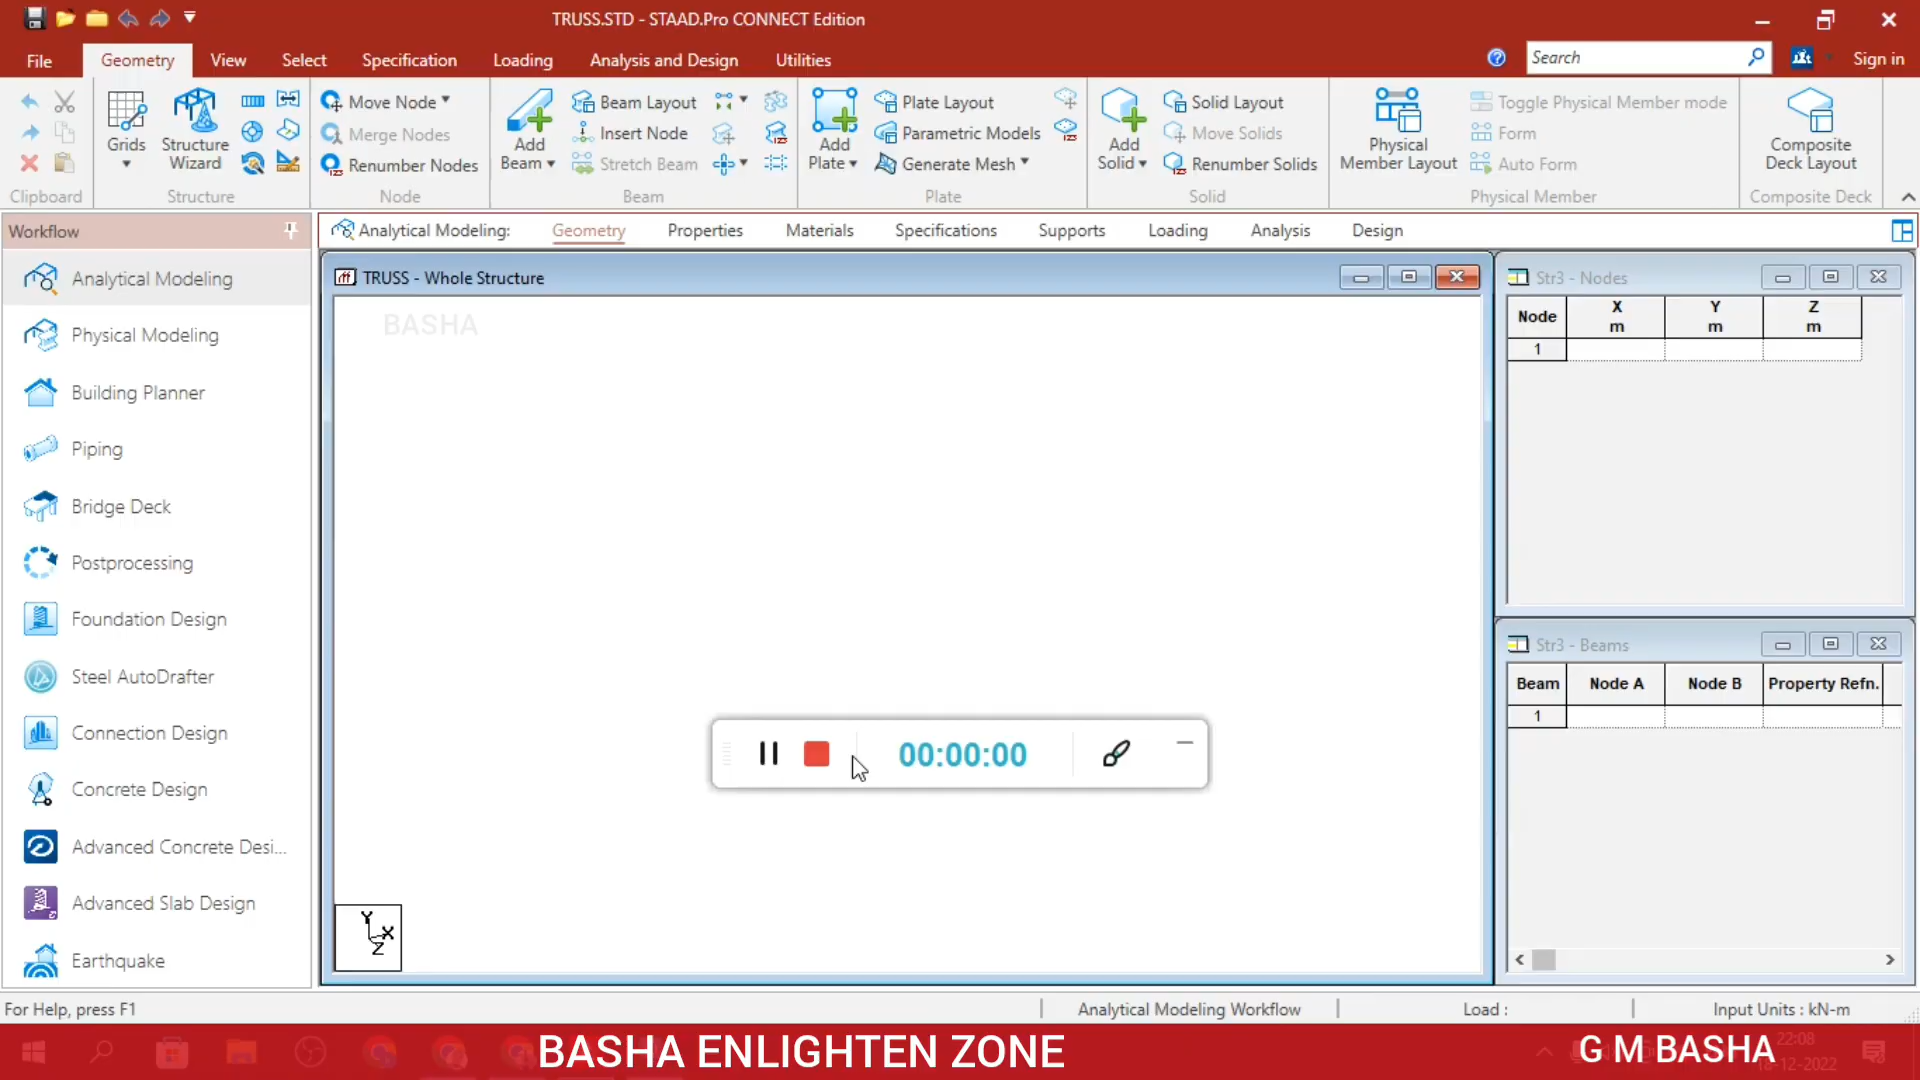 TRUSS.STD - STAAD.Pro CONNECT Edition
File Geometry View Select Specification Loading Analysis and Design Utilities Search Sign in
Move Node Beam Layout Plate Layout Solid Layout Toggle Physical Member mode
Merge Nodes Insert Node Parametric Models Move Solids Form
Renumber Nodes Stretch Beam Generate Mesh Renumber Solids Auto Form
Grids
Structure
Wizard
Add
Beam
Add
Plate
Add
Solid
Physical
Member Layout
Composite
Deck Layout
Clipboard Structure Node Beam Plate Solid Physical Member Composite Deck
Workflow
Analytical Modeling: Geometry Properties Materials Specifications Supports Loading Analysis Design
Analytical Modeling
Physical Modeling
Building Planner
Piping
Bridge Deck
Postprocessing
Foundation Design
Steel AutoDrafter
Connection Design
Concrete Design
Advanced Concrete Desi...
Advanced Slab Design
Earthquake
TRUSS - Whole Structure
BASHA
00:00:00
Y
X
Z
Str3 - Nodes
Node X Y Z
m m m
1
Str3 - Beams
Beam Node A Node B Property Refn.
1
For Help, press F1 Analytical Modeling Workflow Load : Input Units : kN-m
BASHA ENLIGHTEN ZONE
G M BASHA
22:08
18-12-2022